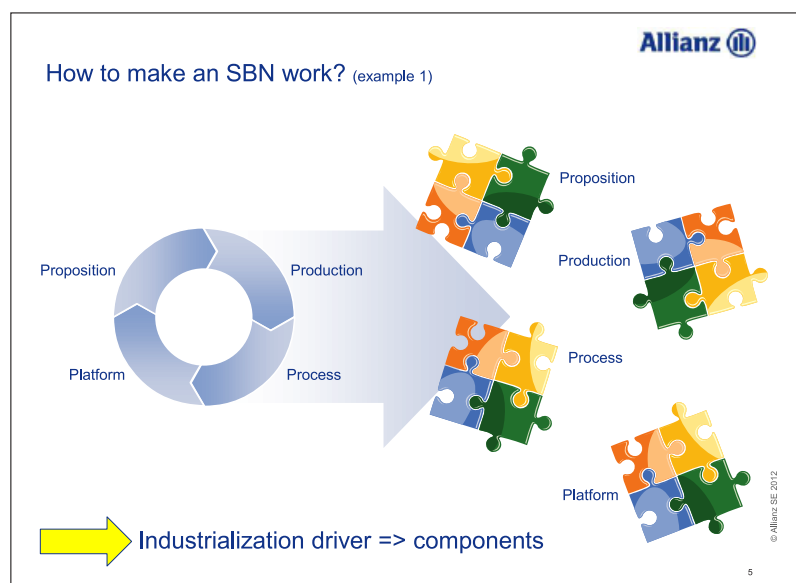 Allianz
How to make an SBN work? (example 1)
Proposition
Production
Proposition
Production
Process
Platform
Process
Platform
Industrialization driver => components
© Allianz SE 2012
5